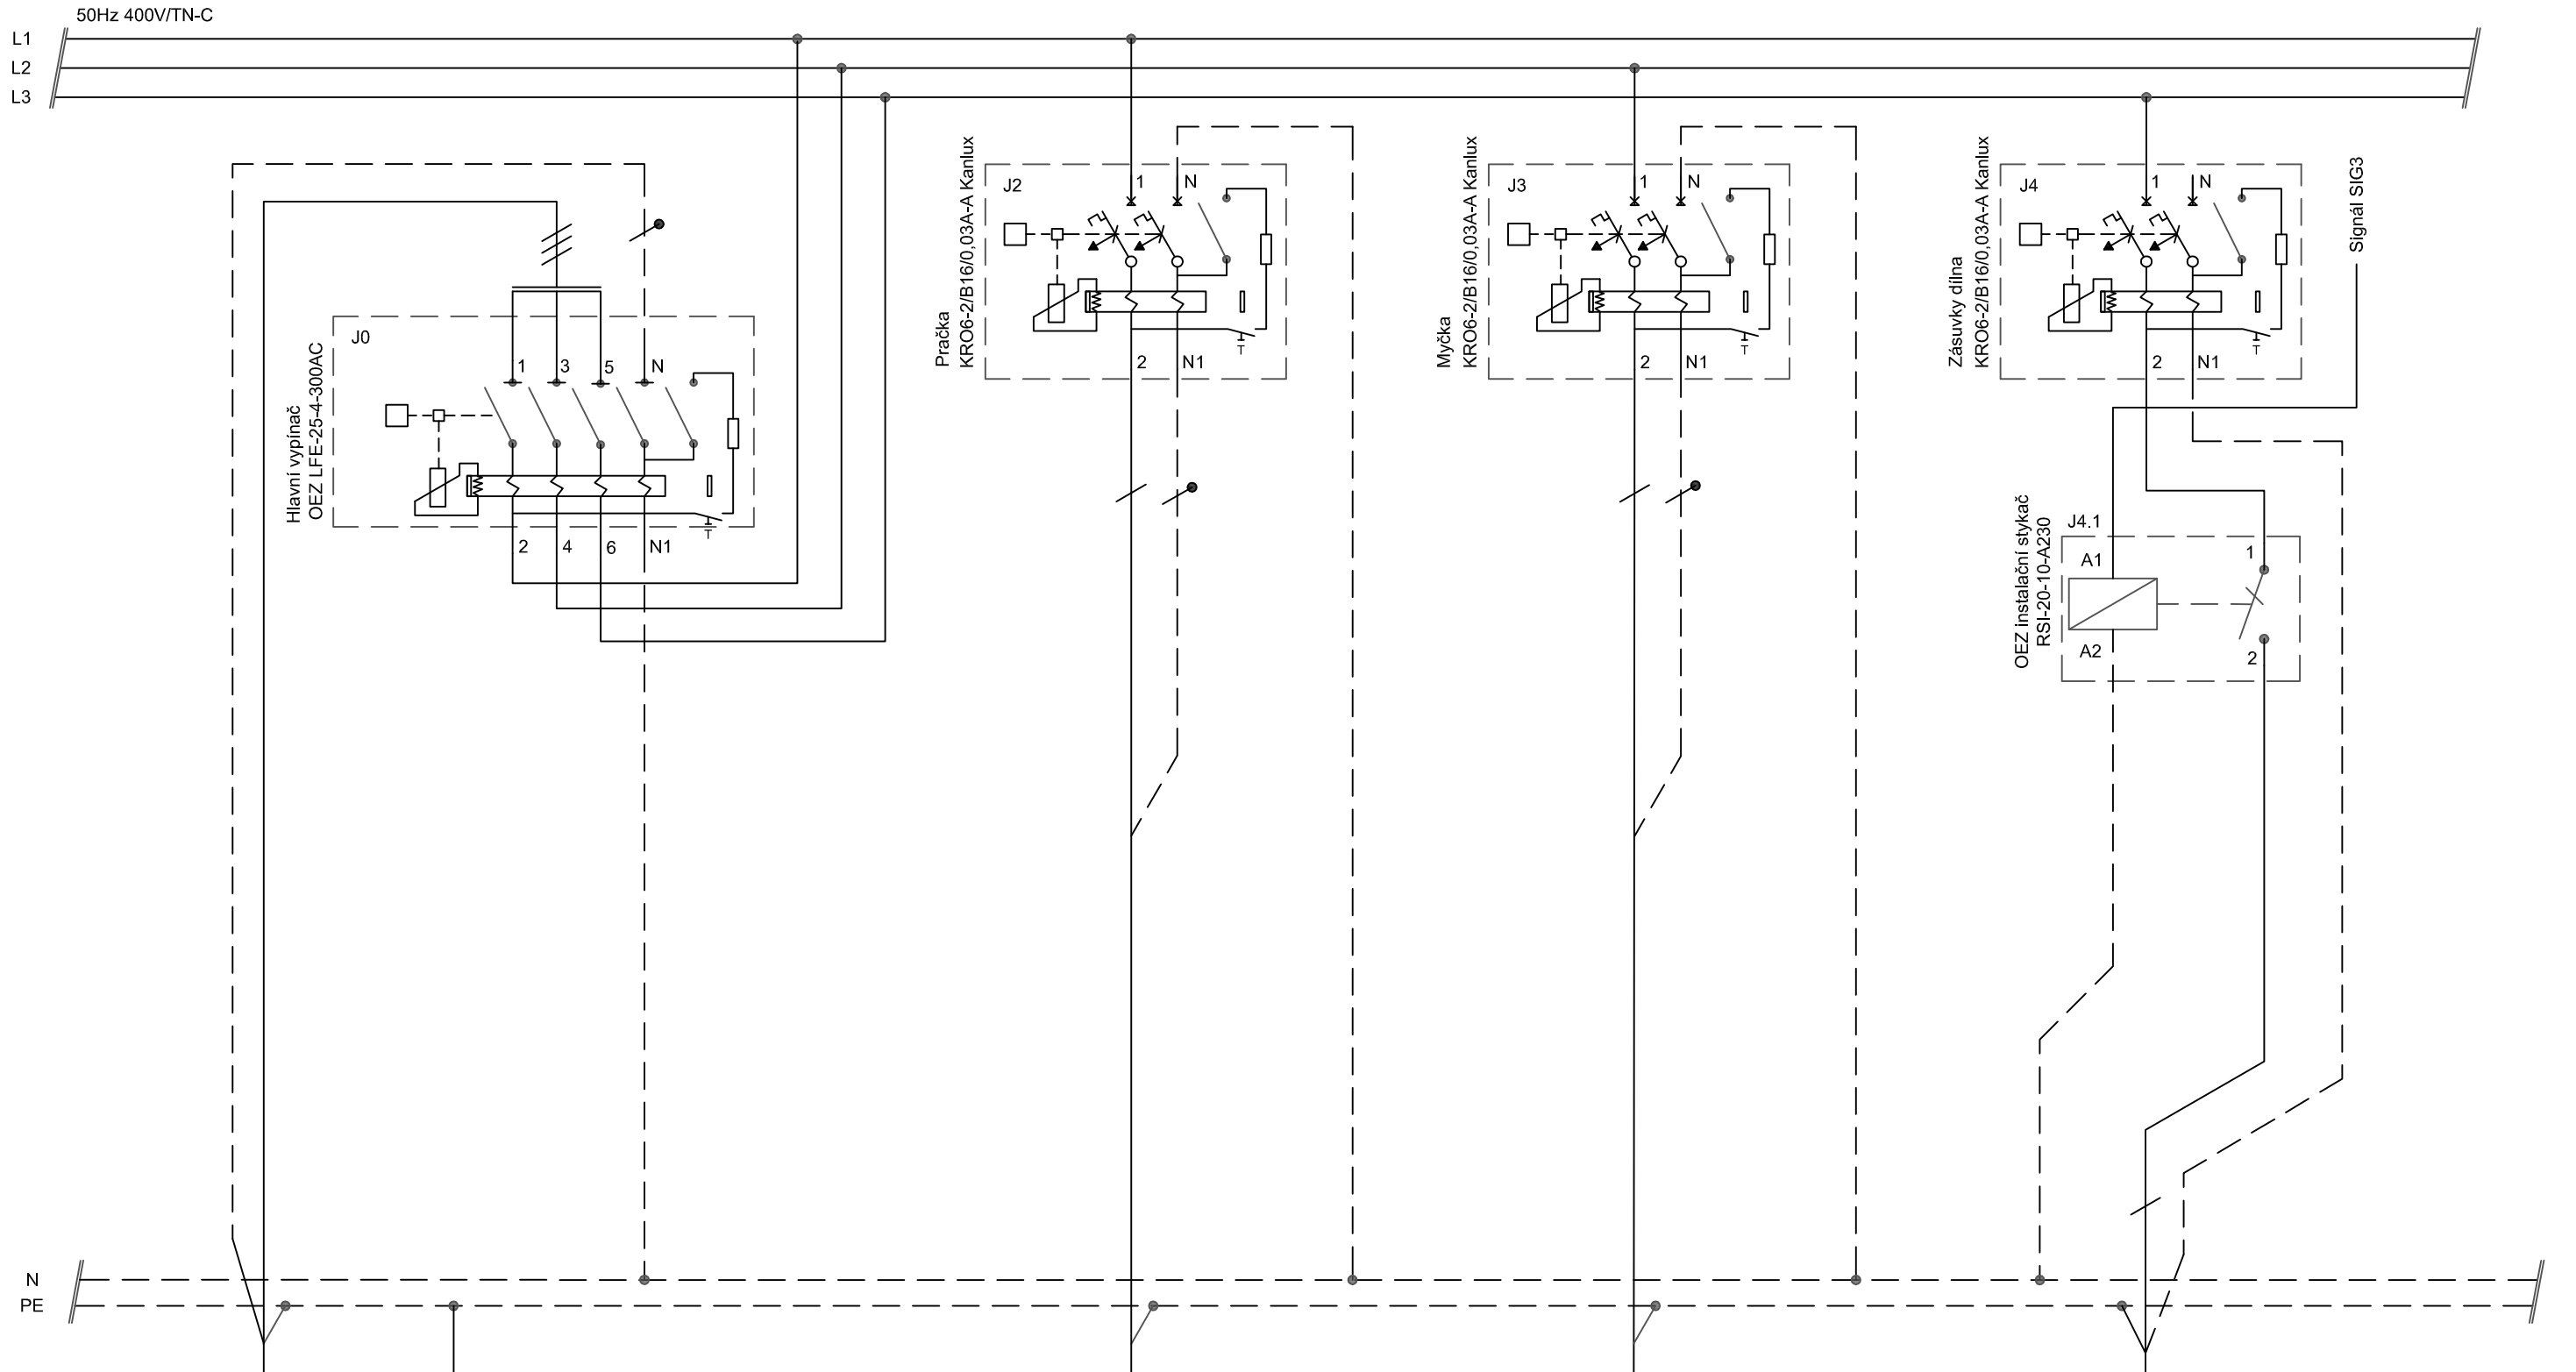 50Hz 400V/TN-C
L1
L2
L3
Hlavní vypínač
OEZ LFE-25-4-300AC
J0
1
3
5
N
T
2
4
6
N1
Pračka
KRO6-2/B16/0,03A-A Kanlux
J2
1
N
T
2
N1
Myčka
KRO6-2/B16/0,03A-A Kanlux
J3
1
N
T
2
N1
Zásuvky dílna
KRO6-2/B16/0,03A-A Kanlux
J4
1
N
T
2
N1
Signál SIG3
OEZ instalační stykač
RSI-20-10-A230
J4.1
A1
1
A2
2
N
PE